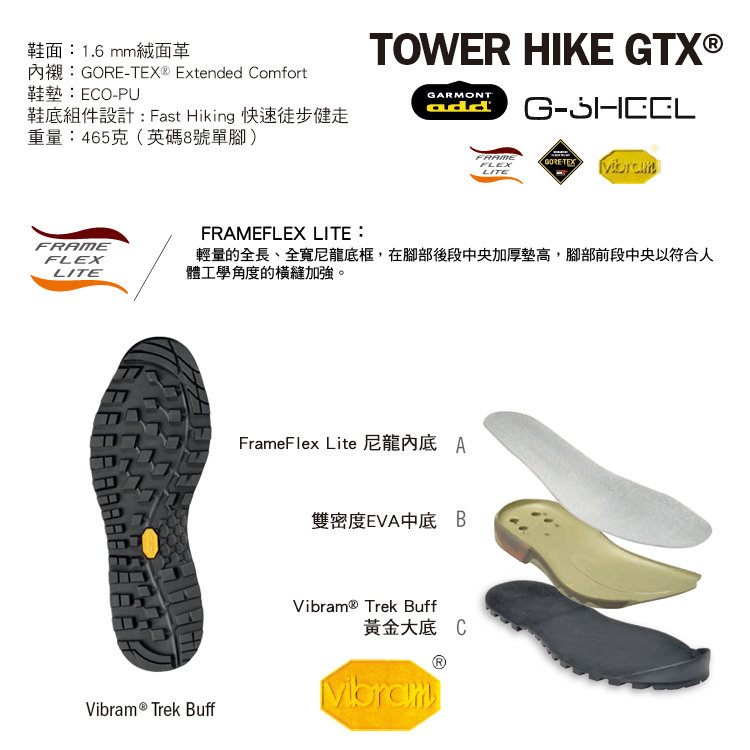 鞋面：1.6 mm絨面革
內襯：GORE-TEX® Extended Comfort
鞋墊：ECO-PU
鞋底組件設計：Fast Hiking 快速徒步健走
重量：465克（英碼8號單腳）
TOWER HIKE GTX®
GARMONT
add
G-SHEEL
FRAME
FLEX
LITE
GORE-TEX
vibram®
FRAME
FLEX
LITE
FRAMEFLEX LITE：
輕量的全長、全寬尼龍底框，在腳部後段中央加厚墊高，腳部前段中央以符合人
體工學角度的橫縫加強。
FrameFlex Lite 尼龍內底 A
雙密度EVA中底 B
Vibram® Trek Buff
黃金大底 C
vibram®
Vibram® Trek Buff